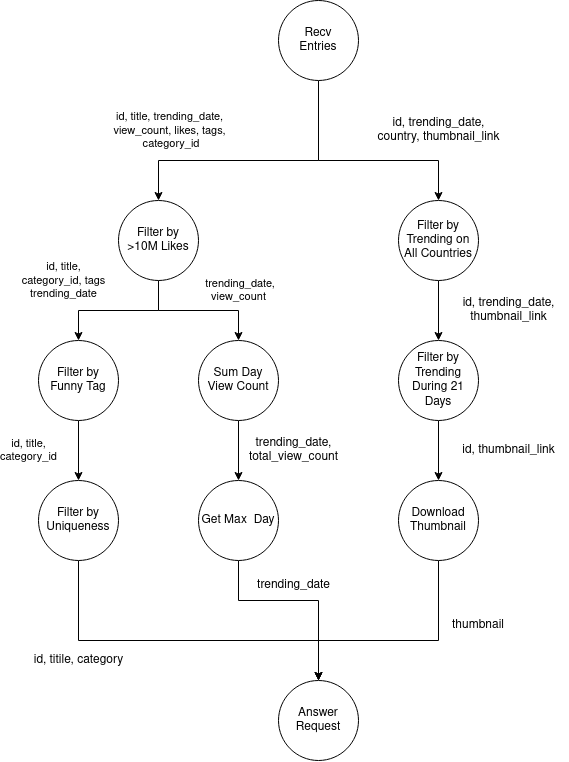 Recv
Entries
id, title, trending_date,
view_count, likes, tags,
category_id
id, trending_date,
country, thumbnail_link
Filter by
>10M Likes
Filter by
Trending on
All Countries
id, title,
category_id, tags
trending_date
trending_date,
view_count
id, trending_date,
thumbnail_link
Filter by
Funny Tag
Sum Day
View Count
Filter by
Trending
During 21
Days
id, title,
category_id
trending_date,
total_view_count
id, thumbnail_link
Filter by
Uniqueness
Get Max Day
Download
Thumbnail
trending_date
thumbnail
id, titile, category
Answer
Request